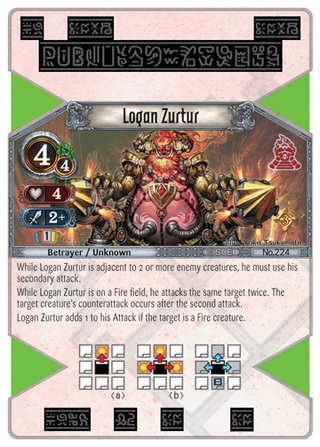 Logan Zurtur
4
4
4
2+
1
3
Betrayer / Unknown
No.224
While Logan Zurtur is adjacent to 2 or more enemy creatures, he must use his
secondary attack.
While Logan Zurtur is on a Fire field, he attacks the same target twice. The
target creature's counterattack occurs after the second attack.
Logan Zurtur adds 1 to his Attack if the target is a Fire creature.
(a)
(b)